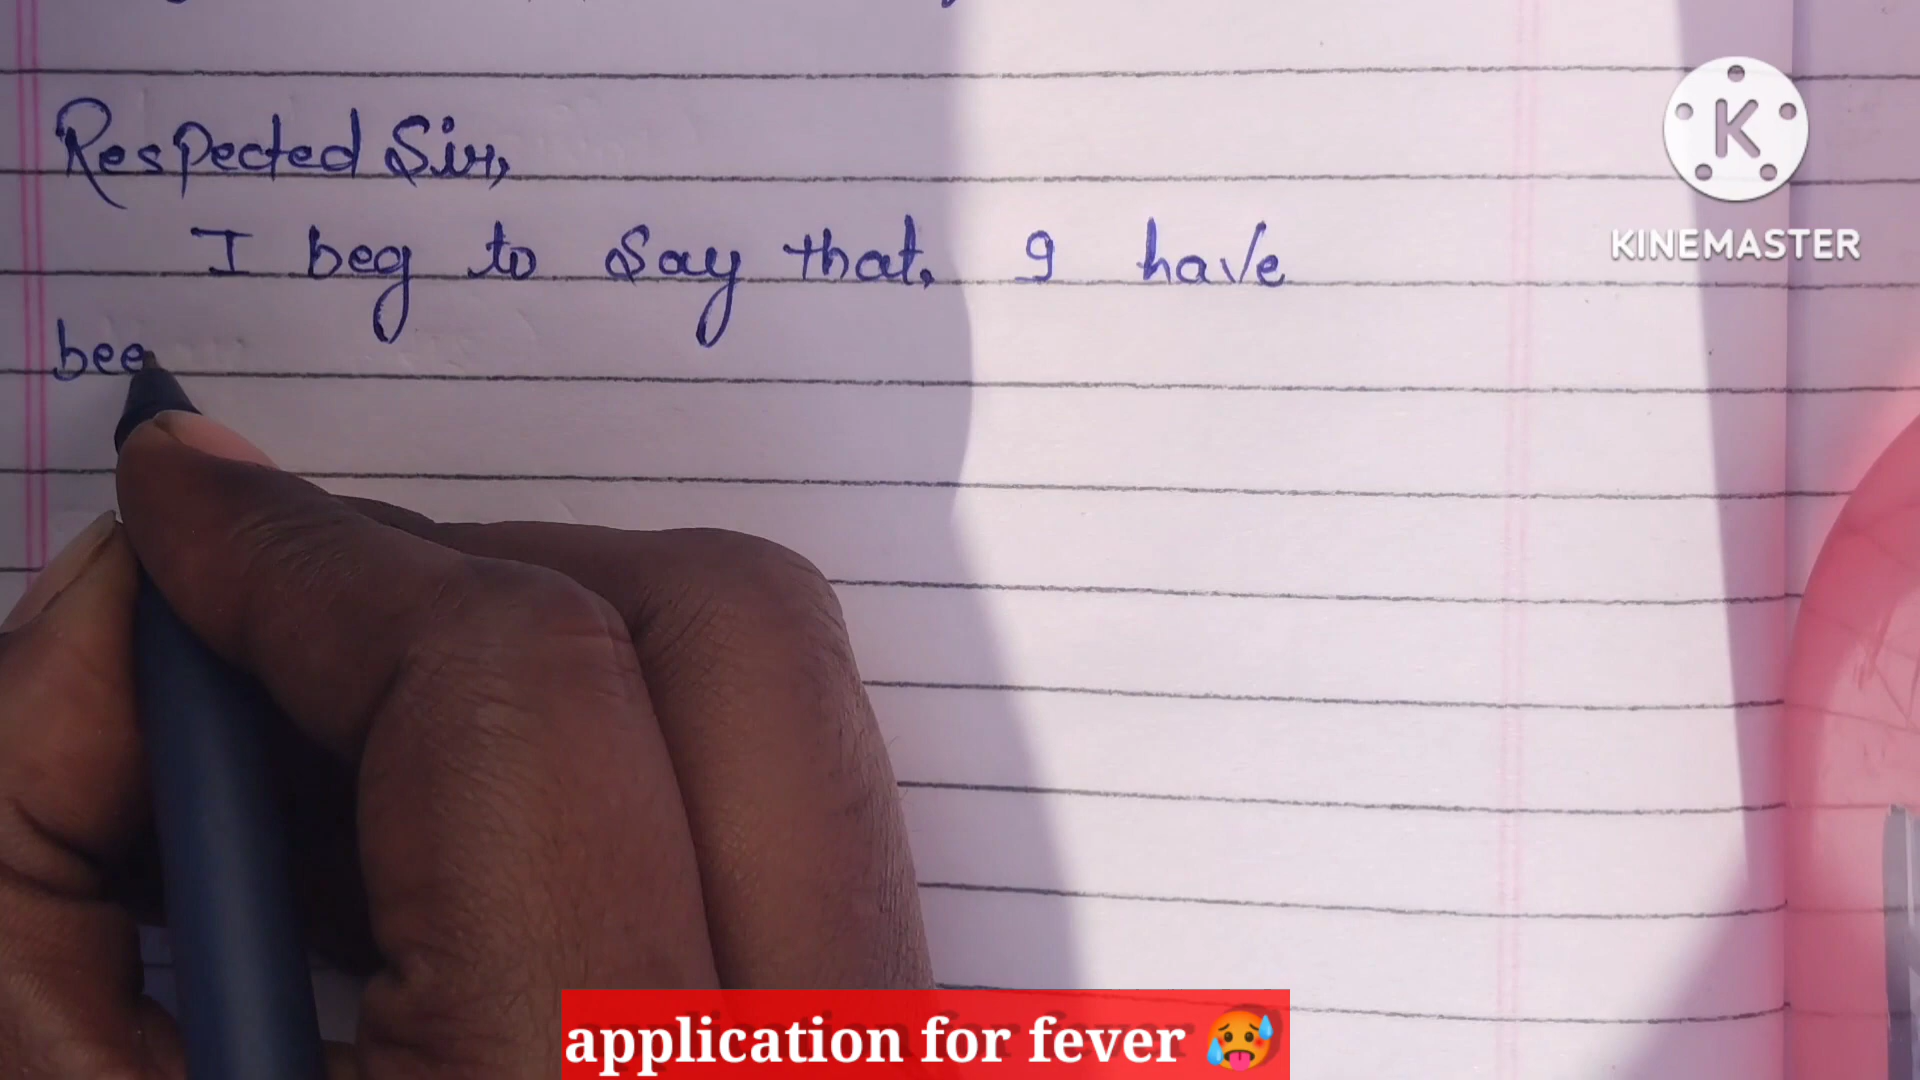 Respected Sir,
I beg to say that, I have
bee
K
KINEMASTER
application for fever 🥵